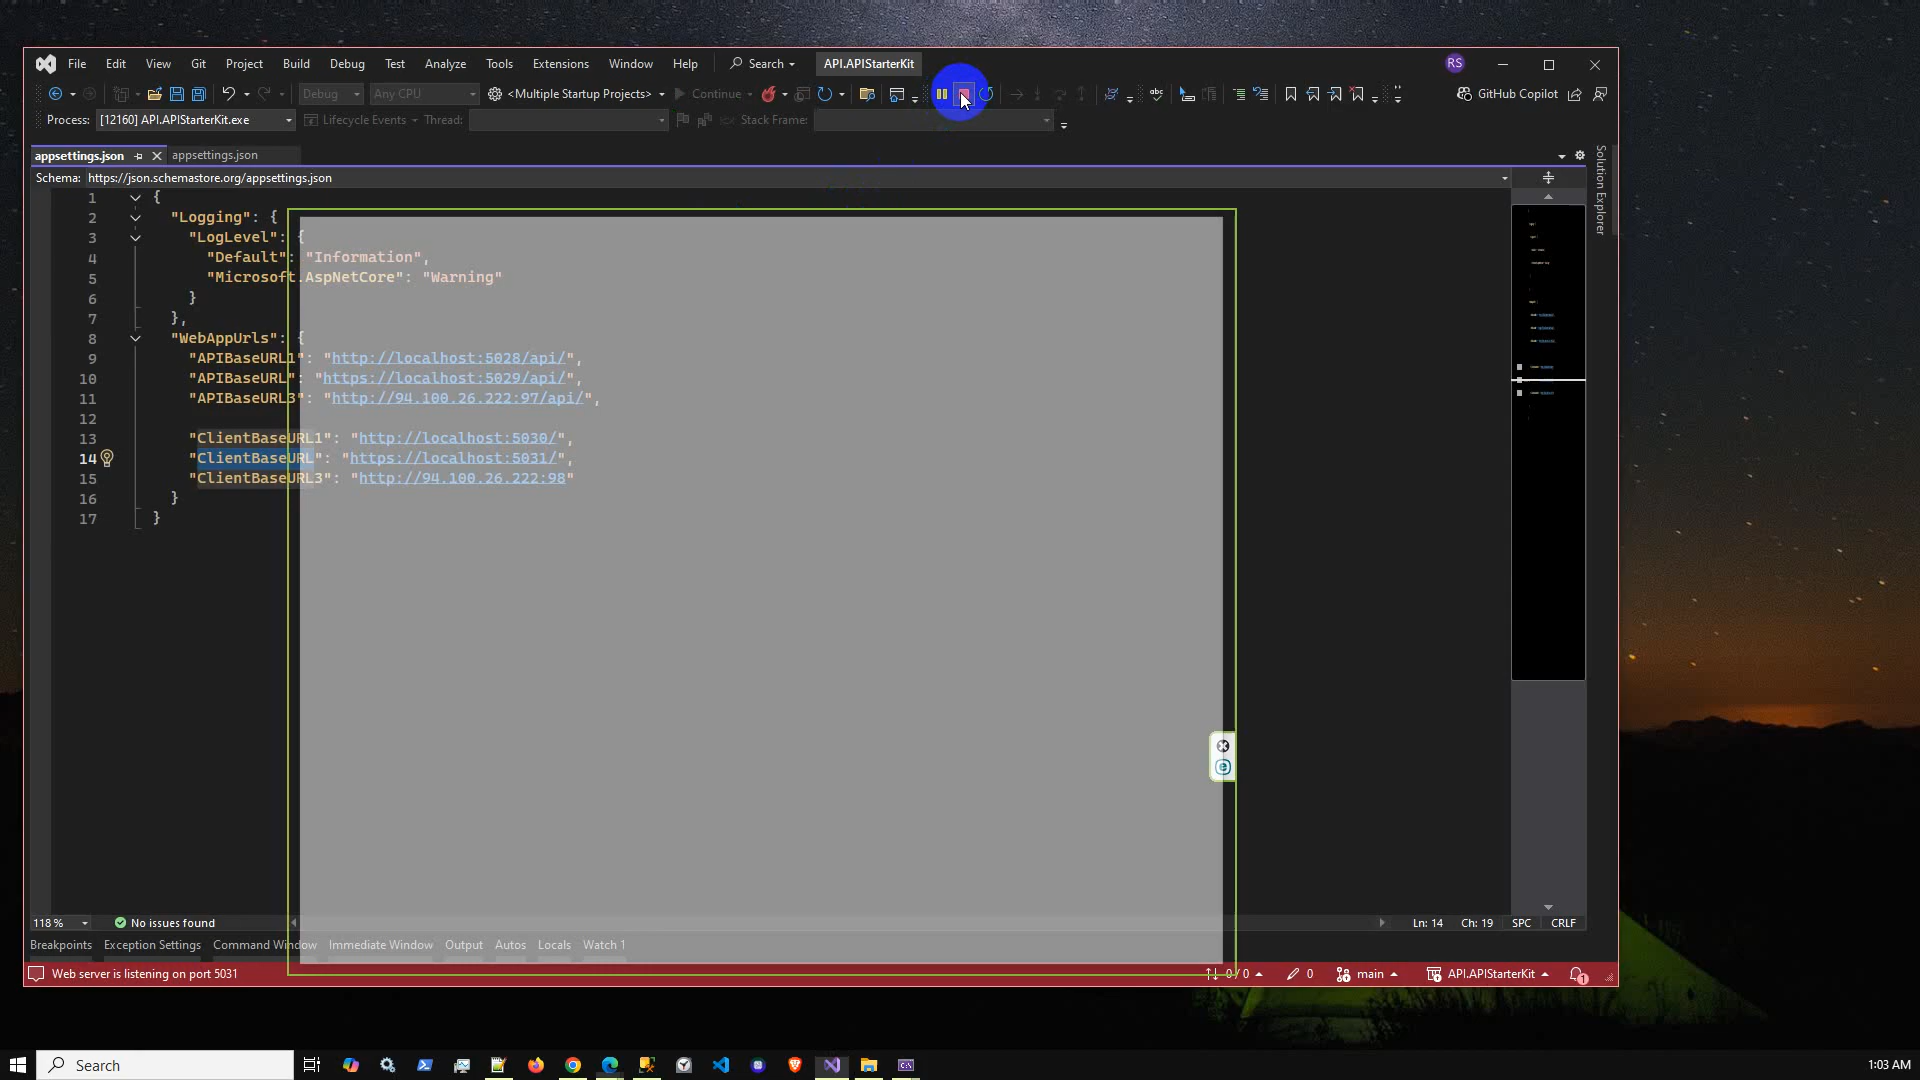 File Edit View Git Project Build Debug Test Analyze Tools Extensions Window Help Search API.APIStarterKit RS
Debug Any CPU <Multiple Startup Projects> Continue GitHub Copilot
Process: [12160] API.APIStarterKit.exe Lifecycle Events Thread: Stack Frame:
appsettings.json appsettings.json
Schema: https://json.schemastore.org/appsettings.json
Solution Explorer
1 {
2 "Logging": {
3 "LogLevel": {
4 "Default": "Information",
5 "Microsoft.AspNetCore": "Warning"
6 }
7 },
8 "WebAppUrls": {
9 "APIBaseURL1": "http://localhost:5028/api/",
10 "APIBaseURL": "https://localhost:5029/api/",
11 "APIBaseURL3": "http://94.100.26.222:97/api/",
12
13 "ClientBaseURL1": "http://localhost:5030/",
14 "ClientBaseURL": "https://localhost:5031/",
15 "ClientBaseURL3": "http://94.100.26.222:98"
16 }
17 }
118 % No issues found Ln: 14 Ch: 19 SPC CRLF
Breakpoints Exception Settings Command Window Immediate Window Output Autos Locals Watch 1
Web server is listening on port 5031 0 / 0 0 main API.APIStarterKit 1
Search 1:03 AM